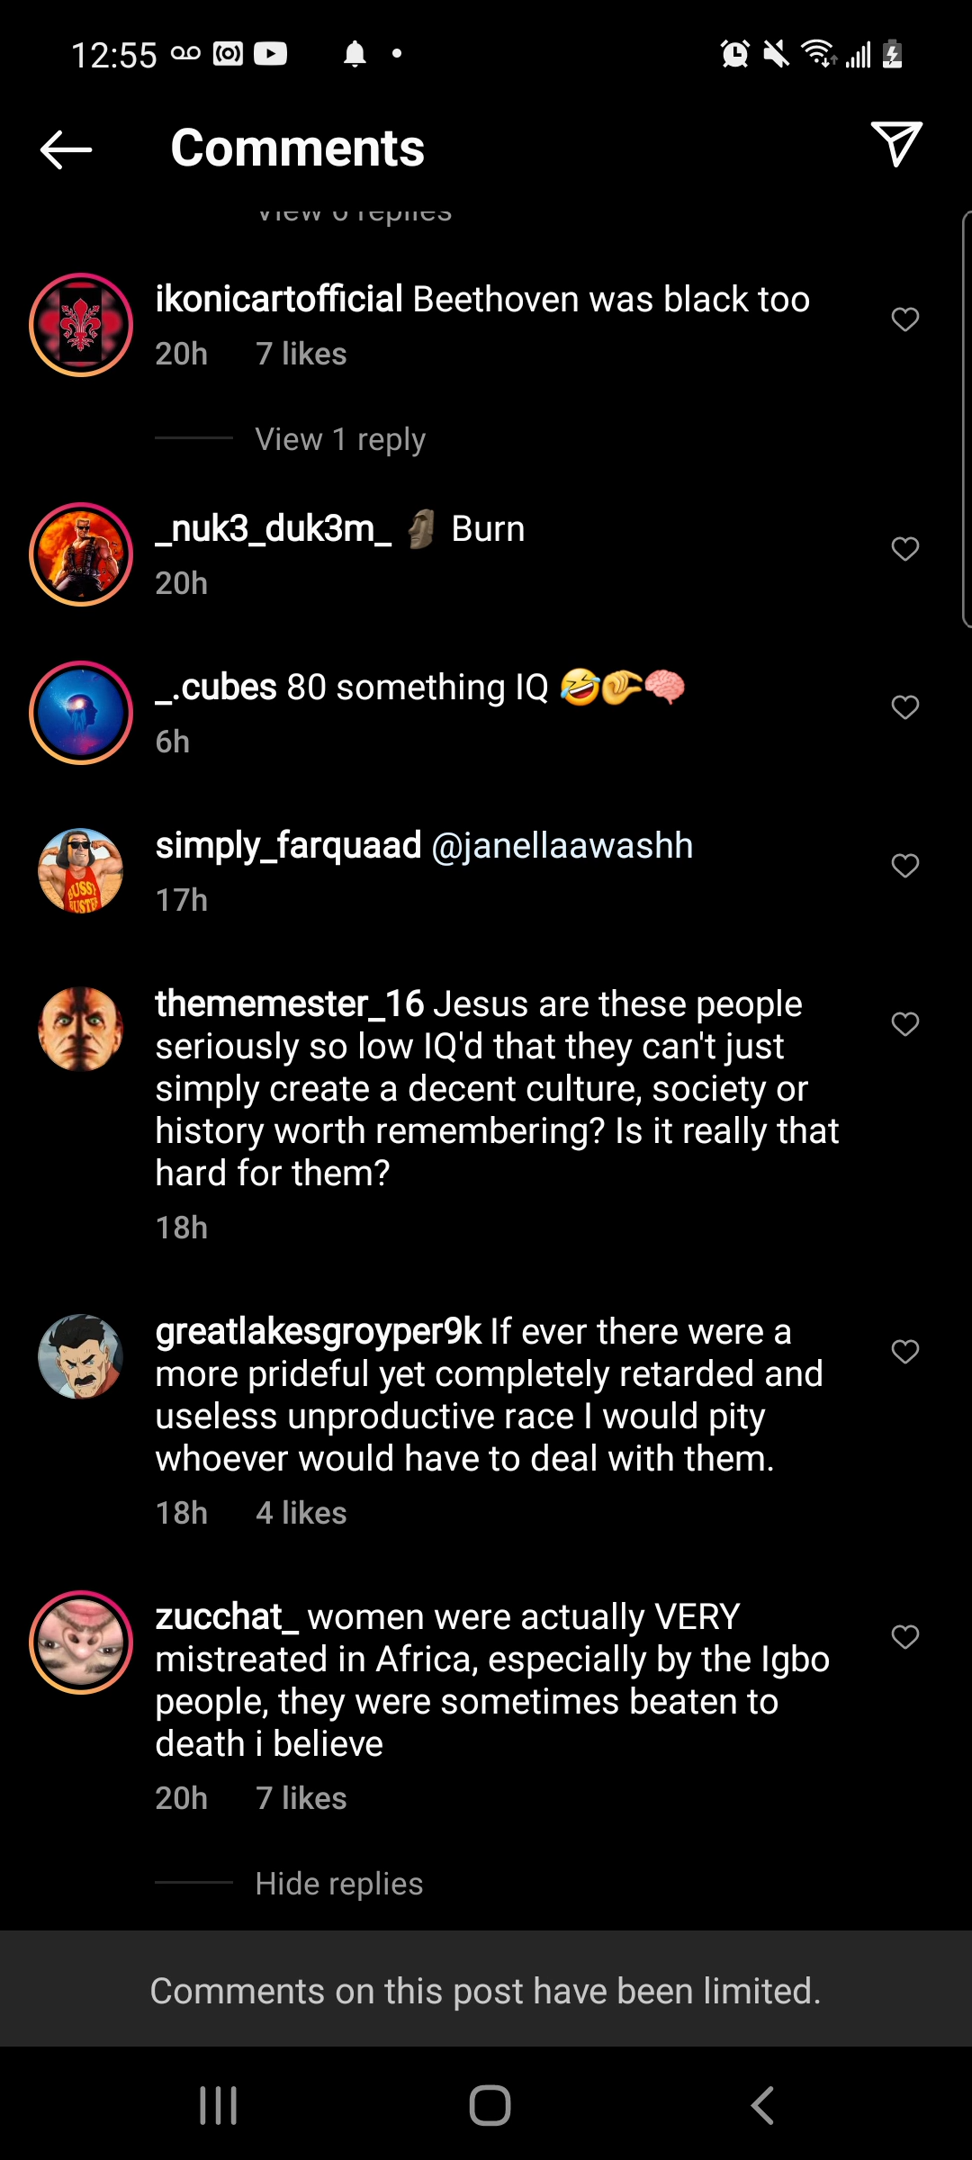 12:55
Comments
View 6 replies
ikonicartofficial Beethoven was black too
20h 7 likes
View 1 reply
_nuk3_duk3m_ 🗿 Burn
20h
_.cubes 80 something IQ 🤣🫴🧠
6h
simply_farquaad @janellaawashh
17h
BUSSY
BUSTER
thememester_16 Jesus are these people
seriously so low IQ'd that they can't just
simply create a decent culture, society or
history worth remembering? Is it really that
hard for them?
18h
greatlakesgroyper9k If ever there were a
more prideful yet completely retarded and
useless unproductive race I would pity
whoever would have to deal with them.
18h 4 likes
zucchat_ women were actually VERY
mistreated in Africa, especially by the Igbo
people, they were sometimes beaten to
death i believe
20h 7 likes
Hide replies
Comments on this post have been limited.